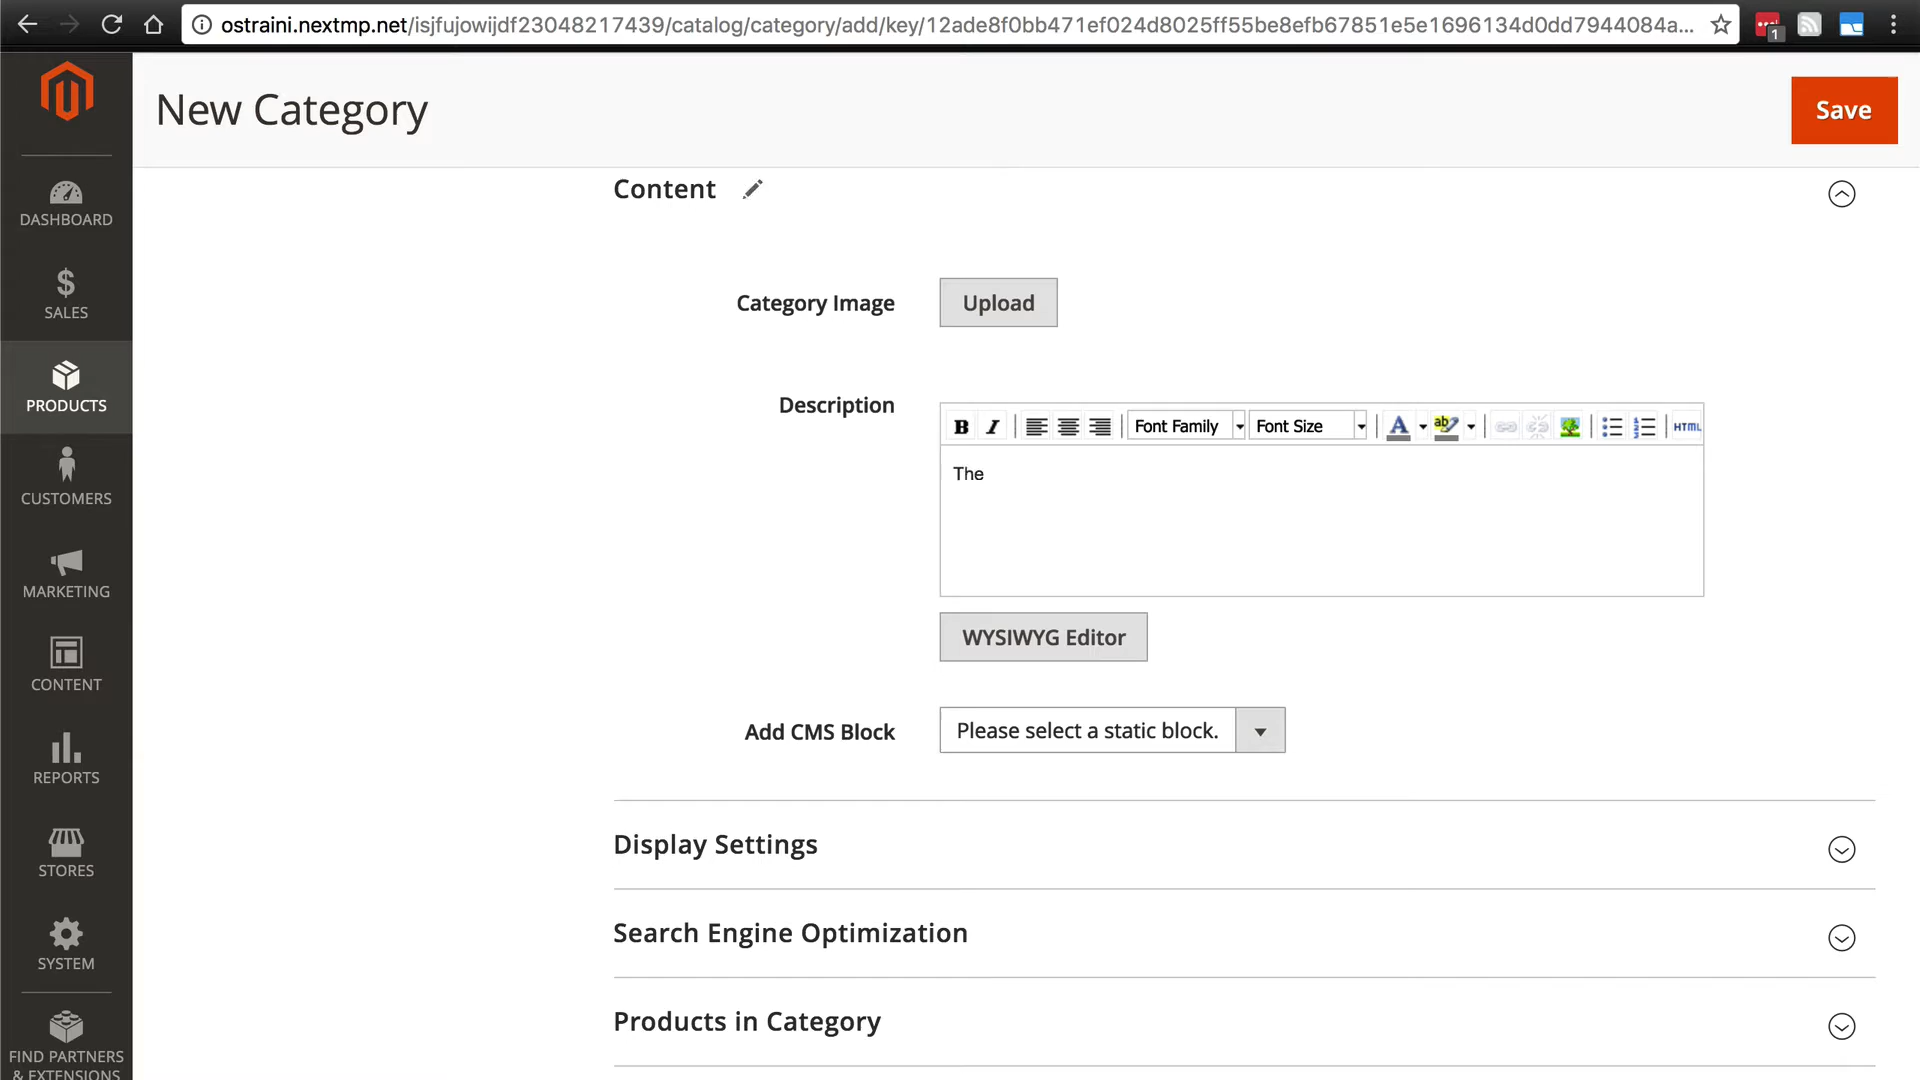 ostraini.nextmp.net/isjfujowijdf23048217439/catalog/category/add/key/12ade8f0bb471ef024d8025ff55be8efb67851e5e1696134d0dd7944084a...
1
New Category
Save
DASHBOARD
SALES
PRODUCTS
CUSTOMERS
MARKETING
CONTENT
REPORTS
STORES
SYSTEM
FIND PARTNERS
& EXTENSIONS
Content
Category Image
Upload
Description
B I Font Family Font Size A ab HTML
The
WYSIWYG Editor
Add CMS Block
Please select a static block.
Display Settings
Search Engine Optimization
Products in Category